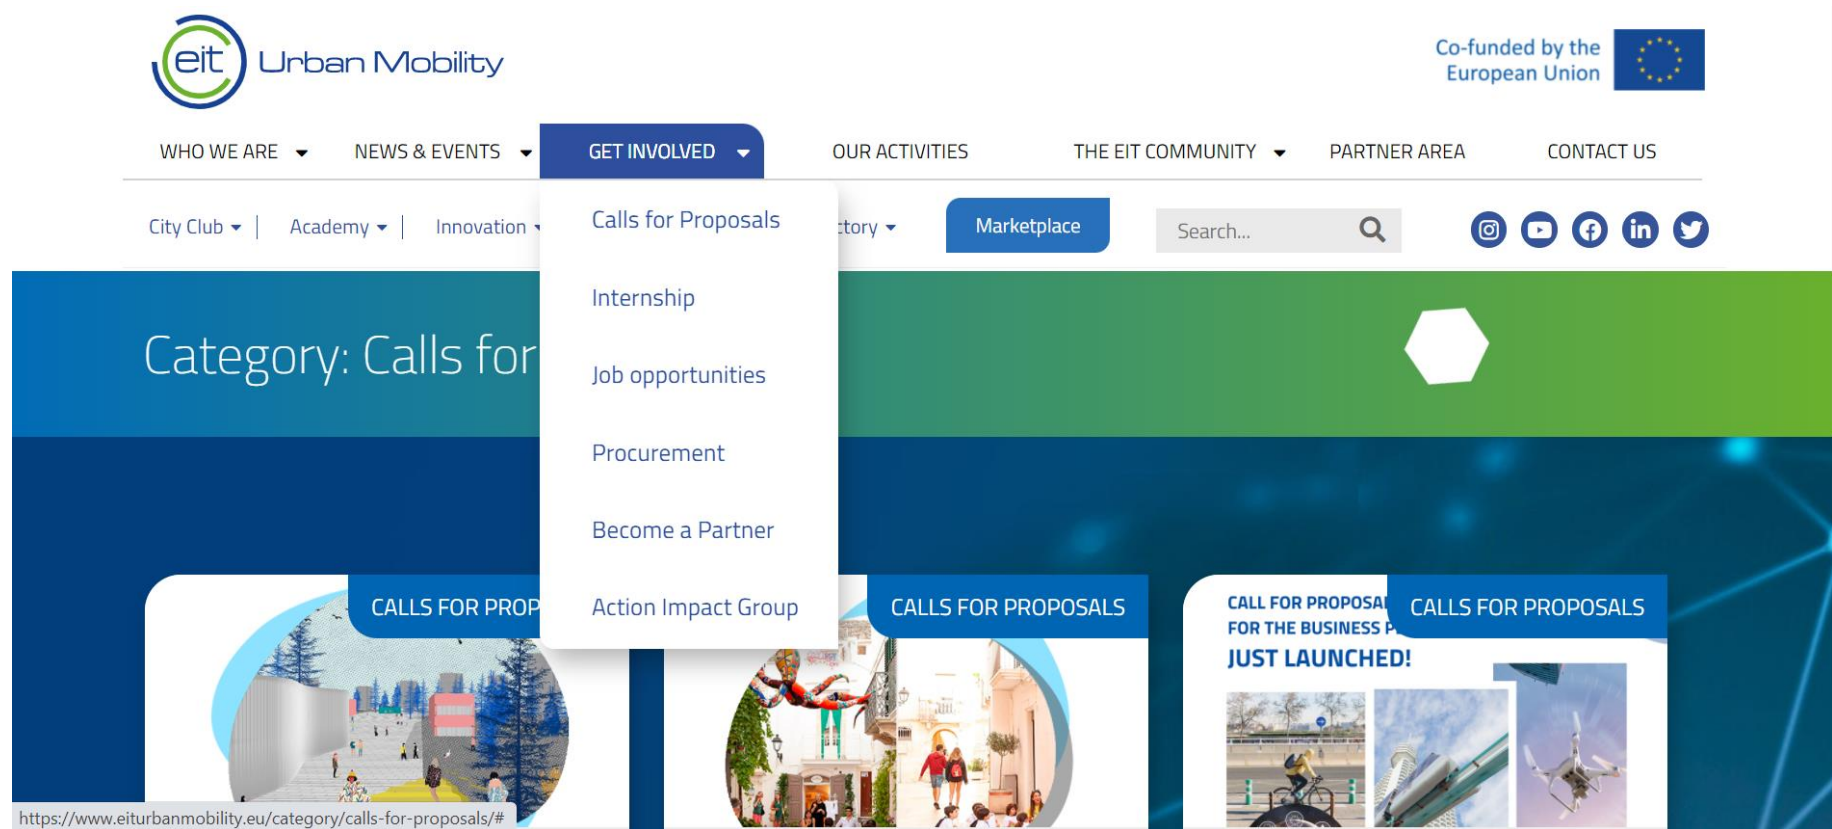 eit Urban Mobility
Co-funded by the
European Union
WHO WE ARE
NEWS & EVENTS
GET INVOLVED
OUR ACTIVITIES
THE EIT COMMUNITY
PARTNER AREA
CONTACT US
City Club
Academy
Innovation
Marketplace
Search...
Calls for Proposals
Internship
Job opportunities
Procurement
Become a Partner
Action Impact Group
Category: Calls for
CALLS FOR PROP
CALLS FOR PROPOSALS
CALLS FOR PROPOSALS
CALL FOR PROPOSAL
FOR THE BUSINESS P
JUST LAUNCHED!
https://www.eiturbanmobility.eu/category/calls-for-proposals/#